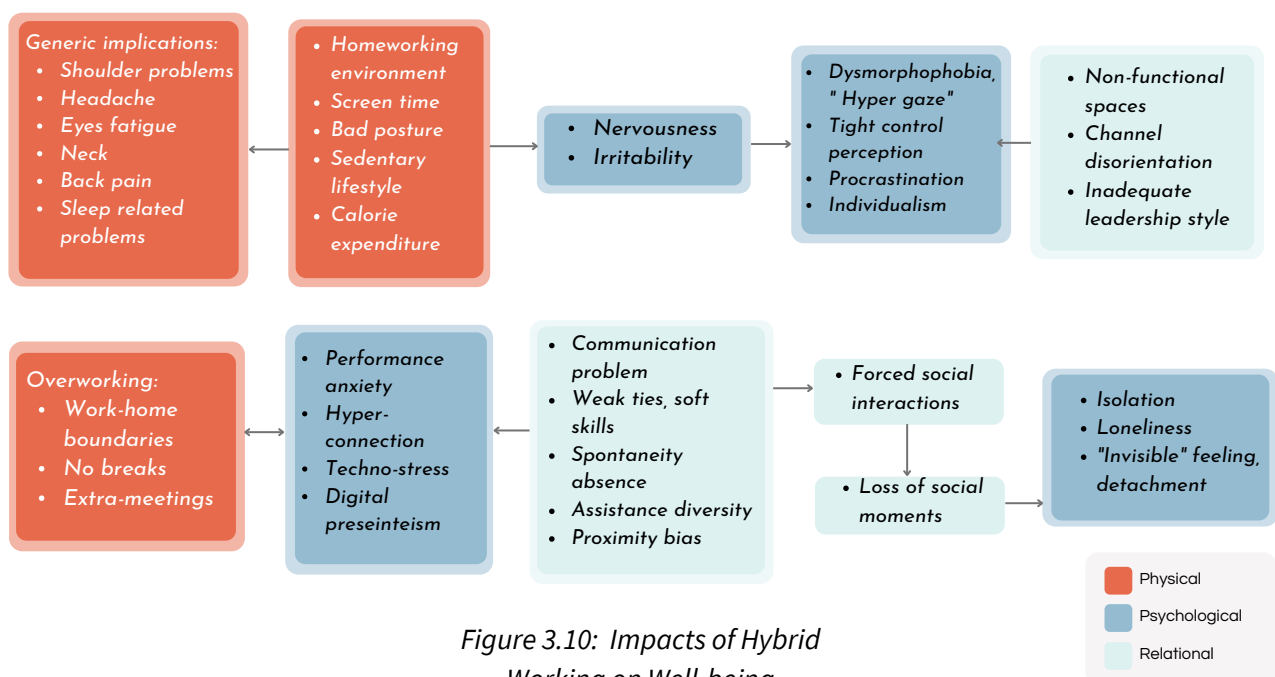 Generic implications:
• Shoulder problems
• Headache
• Eyes fatigue
• Neck
• Back pain
• Sleep related
problems
• Homeworking
environment
• Screen time
• Bad posture
• Sedentary
lifestyle
• Calorie
expenditure
• Nervousness
• Irritability
• Dysmorphophobia,
" Hyper gaze"
• Tight control
perception
• Procrastination
• Individualism
• Non-functional
spaces
• Channel
disorientation
• Inadequate
leadership style
Overworking:
• Work-home
boundaries
• No breaks
• Extra-meetings
• Performance
anxiety
• Hyper-
connection
• Techno-stress
• Digital
preseinteism
• Communication
problem
• Weak ties, soft
skills
• Spontaneity
absence
• Assistance diversity
• Proximity bias
• Forced social
interactions
• Loss of social
moments
• Isolation
• Loneliness
• "Invisible" feeling,
detachment
Physical
Psychological
Relational
Figure 3.10: Impacts of Hybrid
Working on Well-being